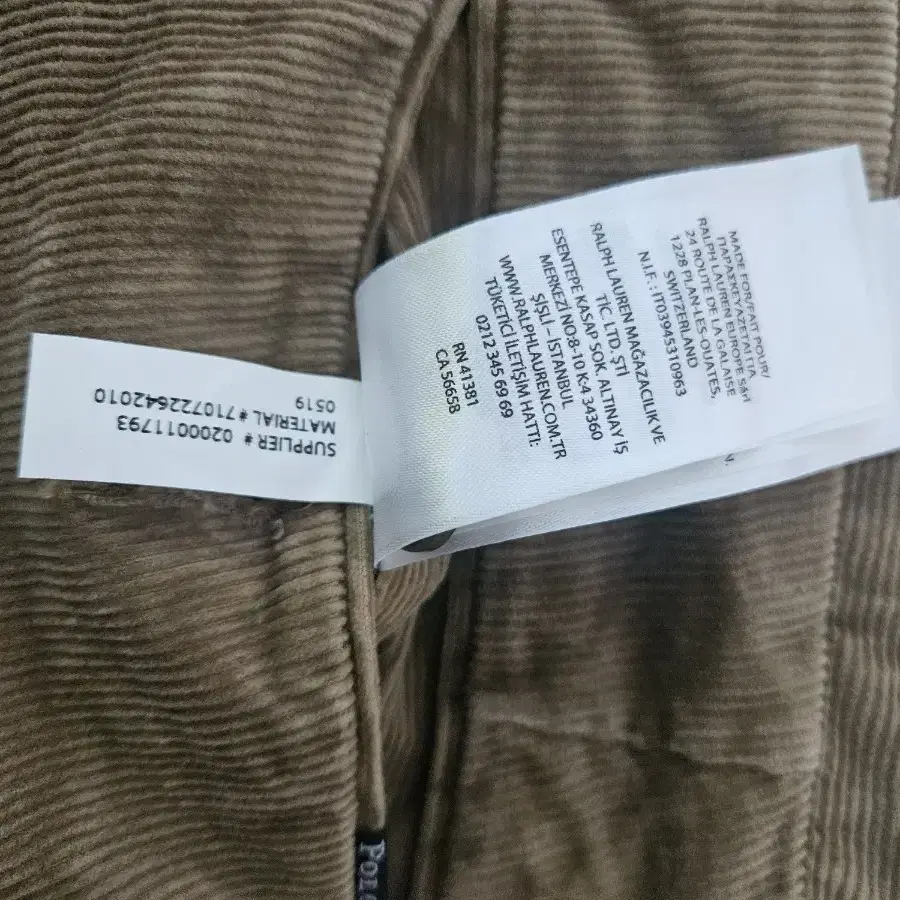 SUPPLIER # 0200011793
MATERIAL # 710722642010
0519
MADE FOR/FAIT POUR/
ΠΑΡΑΣΚΕΥΑΖΕΤΑΙ ΓΙΑ
RALPH LAUREN EUROPE Sàrl
24 ROUTE DE LA GALAISE
1228 PLAN-LES-OUATES,
SWITZERLAND
N.I.F.: IT03945310963
RALPH LAUREN MAĞAZACILIK VE
TİC. LTD. ŞTİ
ESENTEPE KASAP SOK. ALTINAY İŞ
MERKEZİ NO:8-10 K:4 34360
ŞİŞLİ – İSTANBUL
WWW.RALPHLAUREN.COM.TR
TÜKETİCİ İLETİŞİM HATTI:
0212 345 69 69
RN 41381
CA 56658